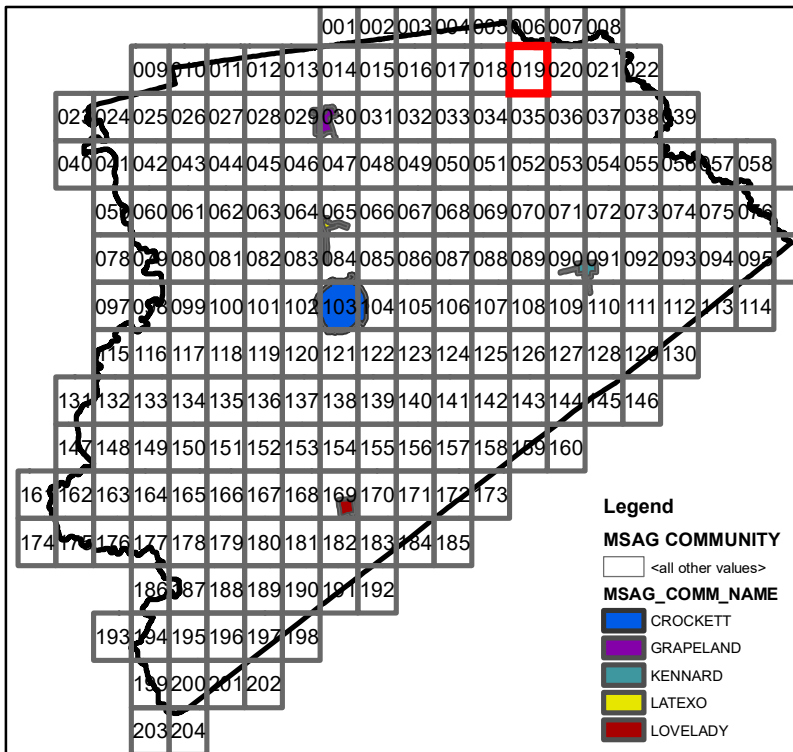 001 002 003 004 005 006 007 008
009 010 011 012 013 014 015 016 017 018 019 020 021 022
023 024 025 026 027 028 029 030 031 032 033 034 035 036 037 038 039
040 041 042 043 044 045 046 047 048 049 050 051 052 053 054 055 056 057 058
059 060 061 062 063 064 065 066 067 068 069 070 071 072 073 074 075 076
078 079 080 081 082 083 084 085 086 087 088 089 090 091 092 093 094 095
097 098 099 100 101 102 103 104 105 106 107 108 109 110 111 112 113 114
115 116 117 118 119 120 121 122 123 124 125 126 127 128 129 130
131 132 133 134 135 136 137 138 139 140 141 142 143 144 145 146
147 148 149 150 151 152 153 154 155 156 157 158 159 160
161 162 163 164 165 166 167 168 169 170 171 172 173
174 175 176 177 178 179 180 181 182 183 184 185
186 187 188 189 190 191 192
193 194 195 196 197 198
199 200 201 202
203 204
Legend
MSAG COMMUNITY
<all other values>
MSAG_COMM_NAME
CROCKETT
GRAPELAND
KENNARD
LATEXO
LOVELADY